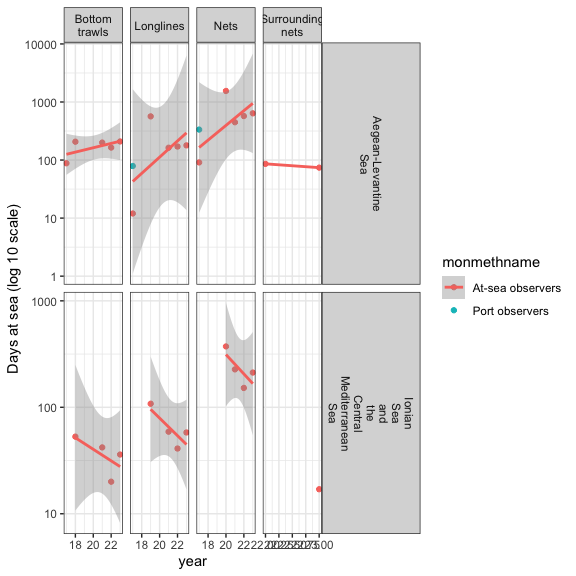 Bottom
trawls
Longlines
Nets
Surrounding
nets
10000
1000
100
10
1
Aegean-Levantine
Sea
1000
100
10
Ionian
Sea
and
the
Central
Mediterranean
Sea
18 20 22
18 20 22
18 20 22
year
Days at sea (log 10 scale)
monmethname
At-sea observers
Port observers